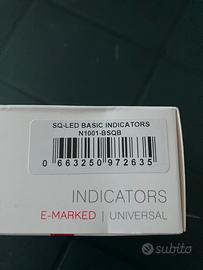 SQ-LED BASIC INDICATORS
N1001-BSQB
0 663250 972635
INDICATORS
E-MARKED | UNIVERSAL
subito